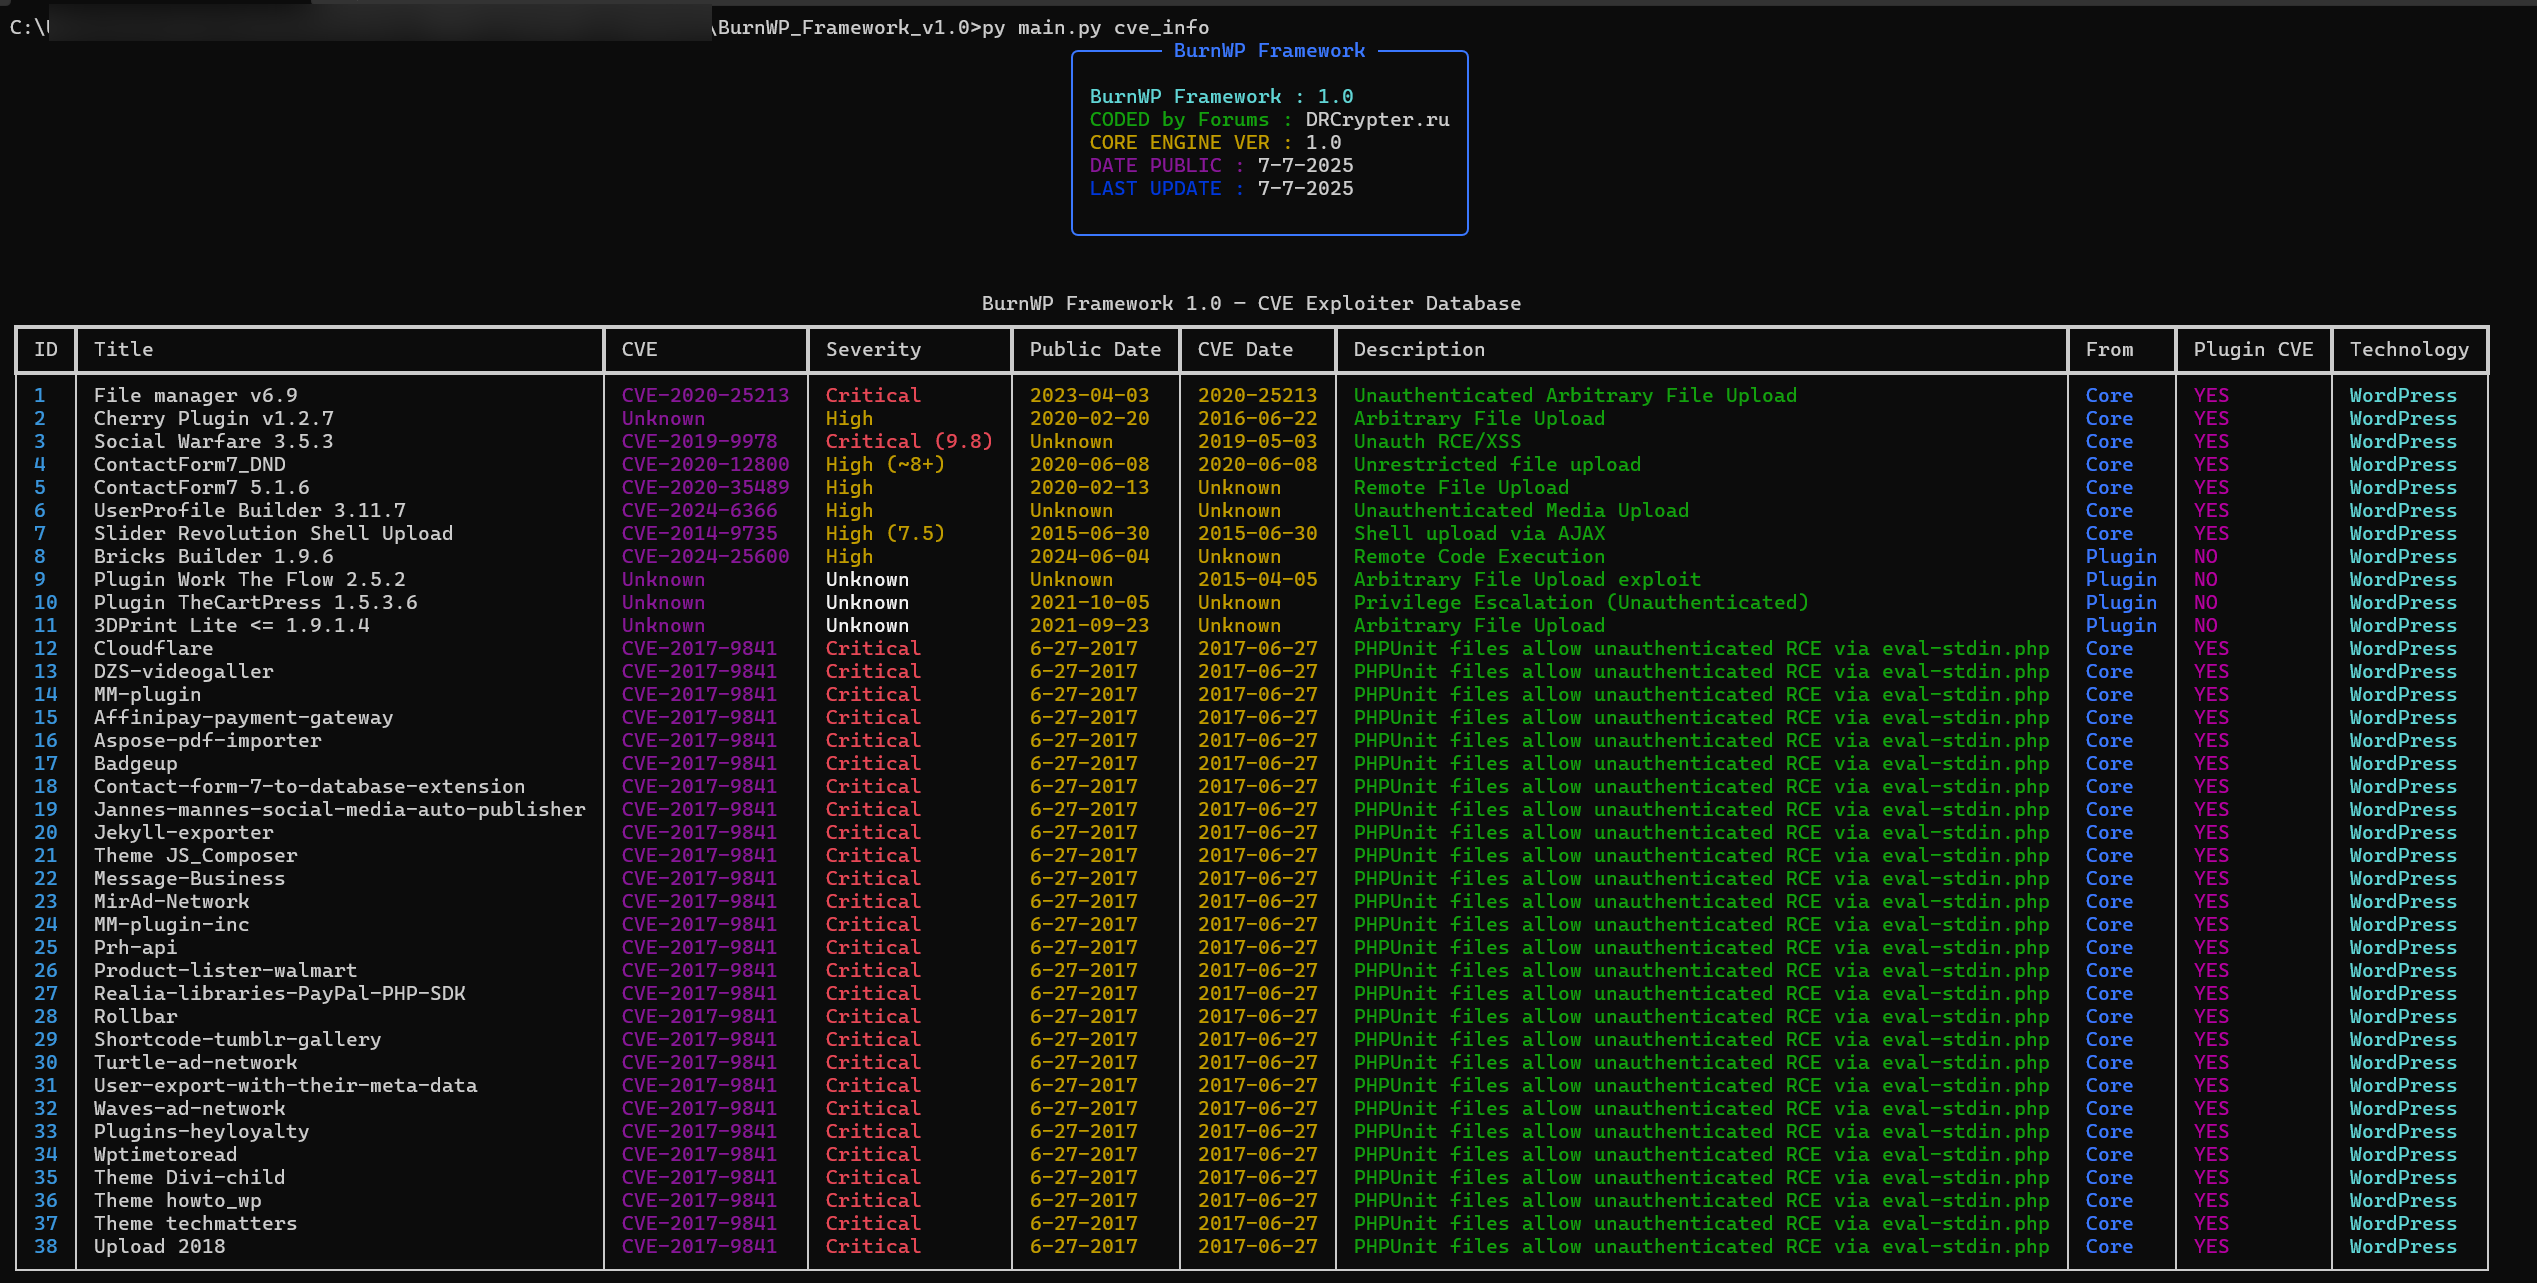 C:\ \BurnWP_Framework_v1.0>py main.py cve_info
BurnWP Framework
BurnWP Framework : 1.0
CODED by Forums : DRCrypter.ru
CORE ENGINE VER : 1.0
DATE PUBLIC : 7-7-2025
LAST UPDATE : 7-7-2025
BurnWP Framework 1.0 – CVE Exploiter Database
ID Title CVE Severity Public Date CVE Date Description From Plugin CVE Technology
1 File manager v6.9 CVE-2020-25213 Critical 2023-04-03 2020-25213 Unauthenticated Arbitrary File Upload Core YES WordPress
2 Cherry Plugin v1.2.7 Unknown High 2020-02-20 2016-06-22 Arbitrary File Upload Core YES WordPress
3 Social Warfare 3.5.3 CVE-2019-9978 Critical (9.8) Unknown 2019-05-03 Unauth RCE/XSS Core YES WordPress
4 ContactForm7_DND CVE-2020-12800 High (~8+) 2020-06-08 2020-06-08 Unrestricted file upload Core YES WordPress
5 ContactForm7 5.1.6 CVE-2020-35489 High 2020-02-13 Unknown Remote File Upload Core YES WordPress
6 UserProfile Builder 3.11.7 CVE-2024-6366 High Unknown Unknown Unauthenticated Media Upload Core YES WordPress
7 Slider Revolution Shell Upload CVE-2014-9735 High (7.5) 2015-06-30 2015-06-30 Shell upload via AJAX Core YES WordPress
8 Bricks Builder 1.9.6 CVE-2024-25600 High 2024-06-04 Unknown Remote Code Execution Plugin NO WordPress
9 Plugin Work The Flow 2.5.2 Unknown Unknown Unknown 2015-04-05 Arbitrary File Upload exploit Plugin NO WordPress
10 Plugin TheCartPress 1.5.3.6 Unknown Unknown 2021-10-05 Unknown Privilege Escalation (Unauthenticated) Plugin NO WordPress
11 3DPrint Lite <= 1.9.1.4 Unknown Unknown 2021-09-23 Unknown Arbitrary File Upload Plugin NO WordPress
12 Cloudflare CVE-2017-9841 Critical 6-27-2017 2017-06-27 PHPUnit files allow unauthenticated RCE via eval-stdin.php Core YES WordPress
13 DZS-videogaller CVE-2017-9841 Critical 6-27-2017 2017-06-27 PHPUnit files allow unauthenticated RCE via eval-stdin.php Core YES WordPress
14 MM-plugin CVE-2017-9841 Critical 6-27-2017 2017-06-27 PHPUnit files allow unauthenticated RCE via eval-stdin.php Core YES WordPress
15 Affinipay-payment-gateway CVE-2017-9841 Critical 6-27-2017 2017-06-27 PHPUnit files allow unauthenticated RCE via eval-stdin.php Core YES WordPress
16 Aspose-pdf-importer CVE-2017-9841 Critical 6-27-2017 2017-06-27 PHPUnit files allow unauthenticated RCE via eval-stdin.php Core YES WordPress
17 Badgeup CVE-2017-9841 Critical 6-27-2017 2017-06-27 PHPUnit files allow unauthenticated RCE via eval-stdin.php Core YES WordPress
18 Contact-form-7-to-database-extension CVE-2017-9841 Critical 6-27-2017 2017-06-27 PHPUnit files allow unauthenticated RCE via eval-stdin.php Core YES WordPress
19 Jannes-mannes-social-media-auto-publisher CVE-2017-9841 Critical 6-27-2017 2017-06-27 PHPUnit files allow unauthenticated RCE via eval-stdin.php Core YES WordPress
20 Jekyll-exporter CVE-2017-9841 Critical 6-27-2017 2017-06-27 PHPUnit files allow unauthenticated RCE via eval-stdin.php Core YES WordPress
21 Theme JS_Composer CVE-2017-9841 Critical 6-27-2017 2017-06-27 PHPUnit files allow unauthenticated RCE via eval-stdin.php Core YES WordPress
22 Message-Business CVE-2017-9841 Critical 6-27-2017 2017-06-27 PHPUnit files allow unauthenticated RCE via eval-stdin.php Core YES WordPress
23 MirAd-Network CVE-2017-9841 Critical 6-27-2017 2017-06-27 PHPUnit files allow unauthenticated RCE via eval-stdin.php Core YES WordPress
24 MM-plugin-inc CVE-2017-9841 Critical 6-27-2017 2017-06-27 PHPUnit files allow unauthenticated RCE via eval-stdin.php Core YES WordPress
25 Prh-api CVE-2017-9841 Critical 6-27-2017 2017-06-27 PHPUnit files allow unauthenticated RCE via eval-stdin.php Core YES WordPress
26 Product-lister-walmart CVE-2017-9841 Critical 6-27-2017 2017-06-27 PHPUnit files allow unauthenticated RCE via eval-stdin.php Core YES WordPress
27 Realia-libraries-PayPal-PHP-SDK CVE-2017-9841 Critical 6-27-2017 2017-06-27 PHPUnit files allow unauthenticated RCE via eval-stdin.php Core YES WordPress
28 Rollbar CVE-2017-9841 Critical 6-27-2017 2017-06-27 PHPUnit files allow unauthenticated RCE via eval-stdin.php Core YES WordPress
29 Shortcode-tumblr-gallery CVE-2017-9841 Critical 6-27-2017 2017-06-27 PHPUnit files allow unauthenticated RCE via eval-stdin.php Core YES WordPress
30 Turtle-ad-network CVE-2017-9841 Critical 6-27-2017 2017-06-27 PHPUnit files allow unauthenticated RCE via eval-stdin.php Core YES WordPress
31 User-export-with-their-meta-data CVE-2017-9841 Critical 6-27-2017 2017-06-27 PHPUnit files allow unauthenticated RCE via eval-stdin.php Core YES WordPress
32 Waves-ad-network CVE-2017-9841 Critical 6-27-2017 2017-06-27 PHPUnit files allow unauthenticated RCE via eval-stdin.php Core YES WordPress
33 Plugins-heyloyalty CVE-2017-9841 Critical 6-27-2017 2017-06-27 PHPUnit files allow unauthenticated RCE via eval-stdin.php Core YES WordPress
34 Wptimetoread CVE-2017-9841 Critical 6-27-2017 2017-06-27 PHPUnit files allow unauthenticated RCE via eval-stdin.php Core YES WordPress
35 Theme Divi-child CVE-2017-9841 Critical 6-27-2017 2017-06-27 PHPUnit files allow unauthenticated RCE via eval-stdin.php Core YES WordPress
36 Theme howto_wp CVE-2017-9841 Critical 6-27-2017 2017-06-27 PHPUnit files allow unauthenticated RCE via eval-stdin.php Core YES WordPress
37 Theme techmatters CVE-2017-9841 Critical 6-27-2017 2017-06-27 PHPUnit files allow unauthenticated RCE via eval-stdin.php Core YES WordPress
38 Upload 2018 CVE-2017-9841 Critical 6-27-2017 2017-06-27 PHPUnit files allow unauthenticated RCE via eval-stdin.php Core YES WordPress